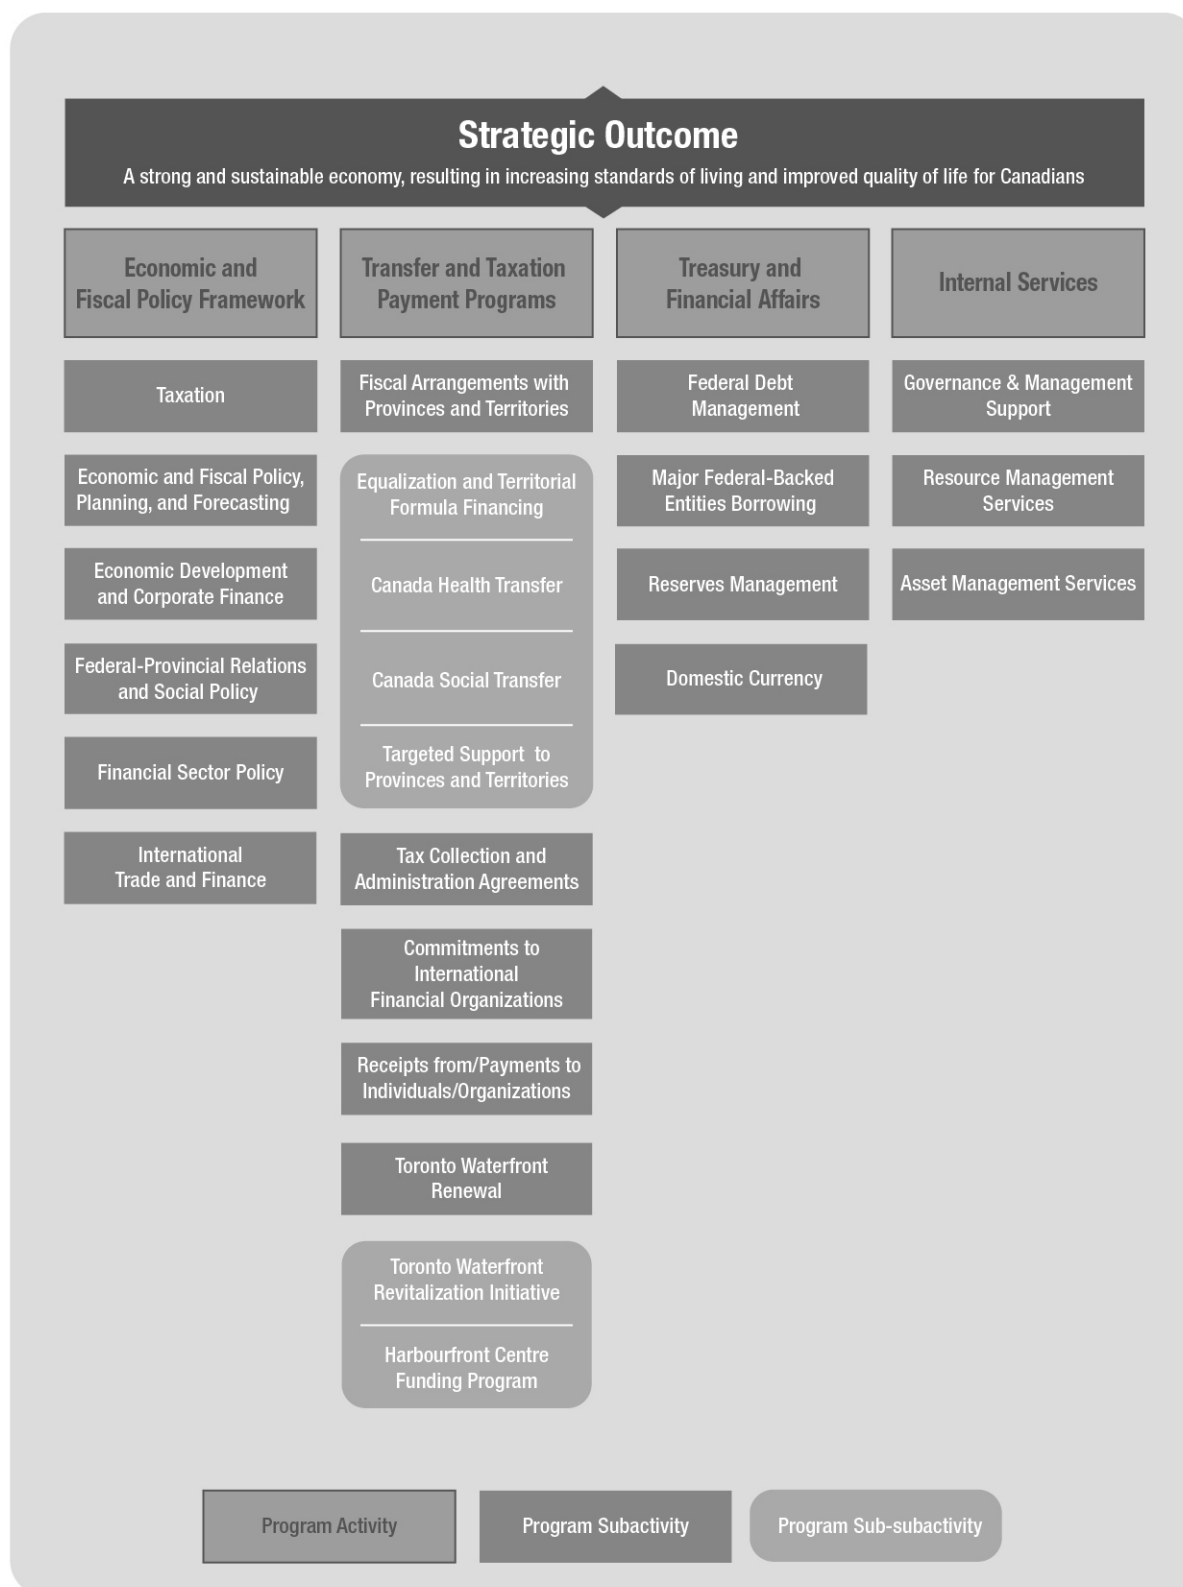 Strategic Outcome
A strong and sustainable economy, resulting in increasing standards of living and improved quality of life for Canadians
Economic and
Fiscal Policy Framework
Taxation
Economic and Fiscal Policy,
Planning, and Forecasting
Economic Development
and Corporate Finance
Federal-Provincial Relations
and Social Policy
Financial Sector Policy
International
Trade and Finance
Transfer and Taxation
Payment Programs
Fiscal Arrangements with
Provinces and Territories
Equalization and Territorial
Formula Financing
Canada Health Transfer
Canada Social Transfer
Targeted Support to
Provinces and Territories
Tax Collection and
Administration Agreements
Commitments to
International
Financial Organizations
Receipts from/Payments to
Individuals/Organizations
Toronto Waterfront
Renewal
Toronto Waterfront
Revitalization Initiative
Harbourfront Centre
Funding Program
Treasury and
Financial Affairs
Federal Debt
Management
Major Federal-Backed
Entities Borrowing
Reserves Management
Domestic Currency
Internal Services
Governance & Management
Support
Resource Management
Services
Asset Management Services
Program Activity
Program Subactivity
Program Sub-subactivity